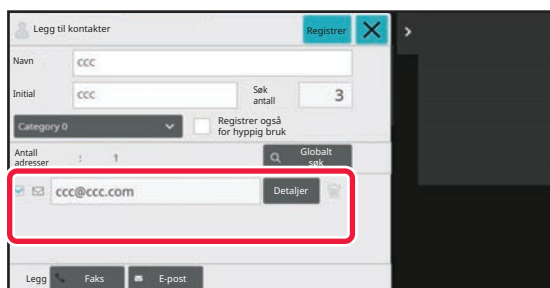 Legg til kontakter
Registrer
Navn
ccc
Initial
ccc
Søk
antall
3
Category 0
Registrer også
for hyppig bruk
Antall
adresser
:
1
Globalt
søk
ccc@ccc.com
Detaljer
Legg
Faks
E-post